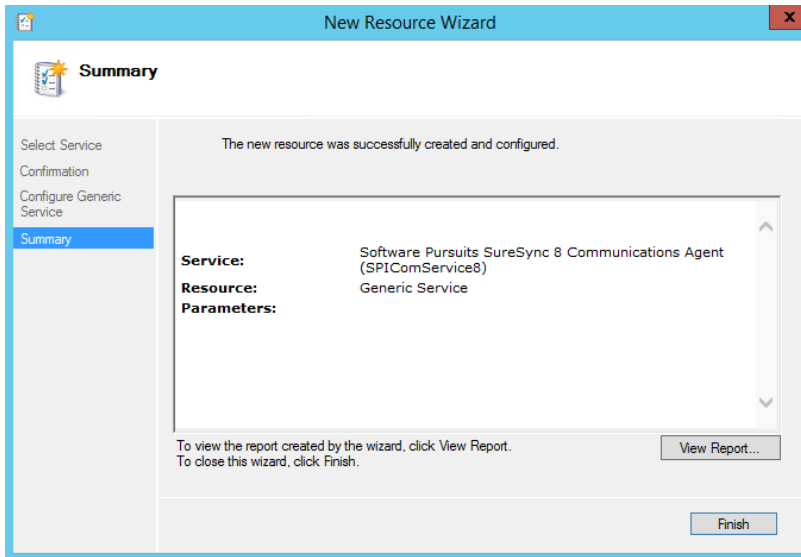 New Resource Wizard
x
Summary
Select Service
Confirmation
Configure Generic
Service
Summary
The new resource was successfully created and configured.
Service: Software Pursuits SureSync 8 Communications Agent
(SPIComService8)
Resource: Generic Service
Parameters:
To view the report created by the wizard, click View Report.
To close this wizard, click Finish.
View Report...
Finish